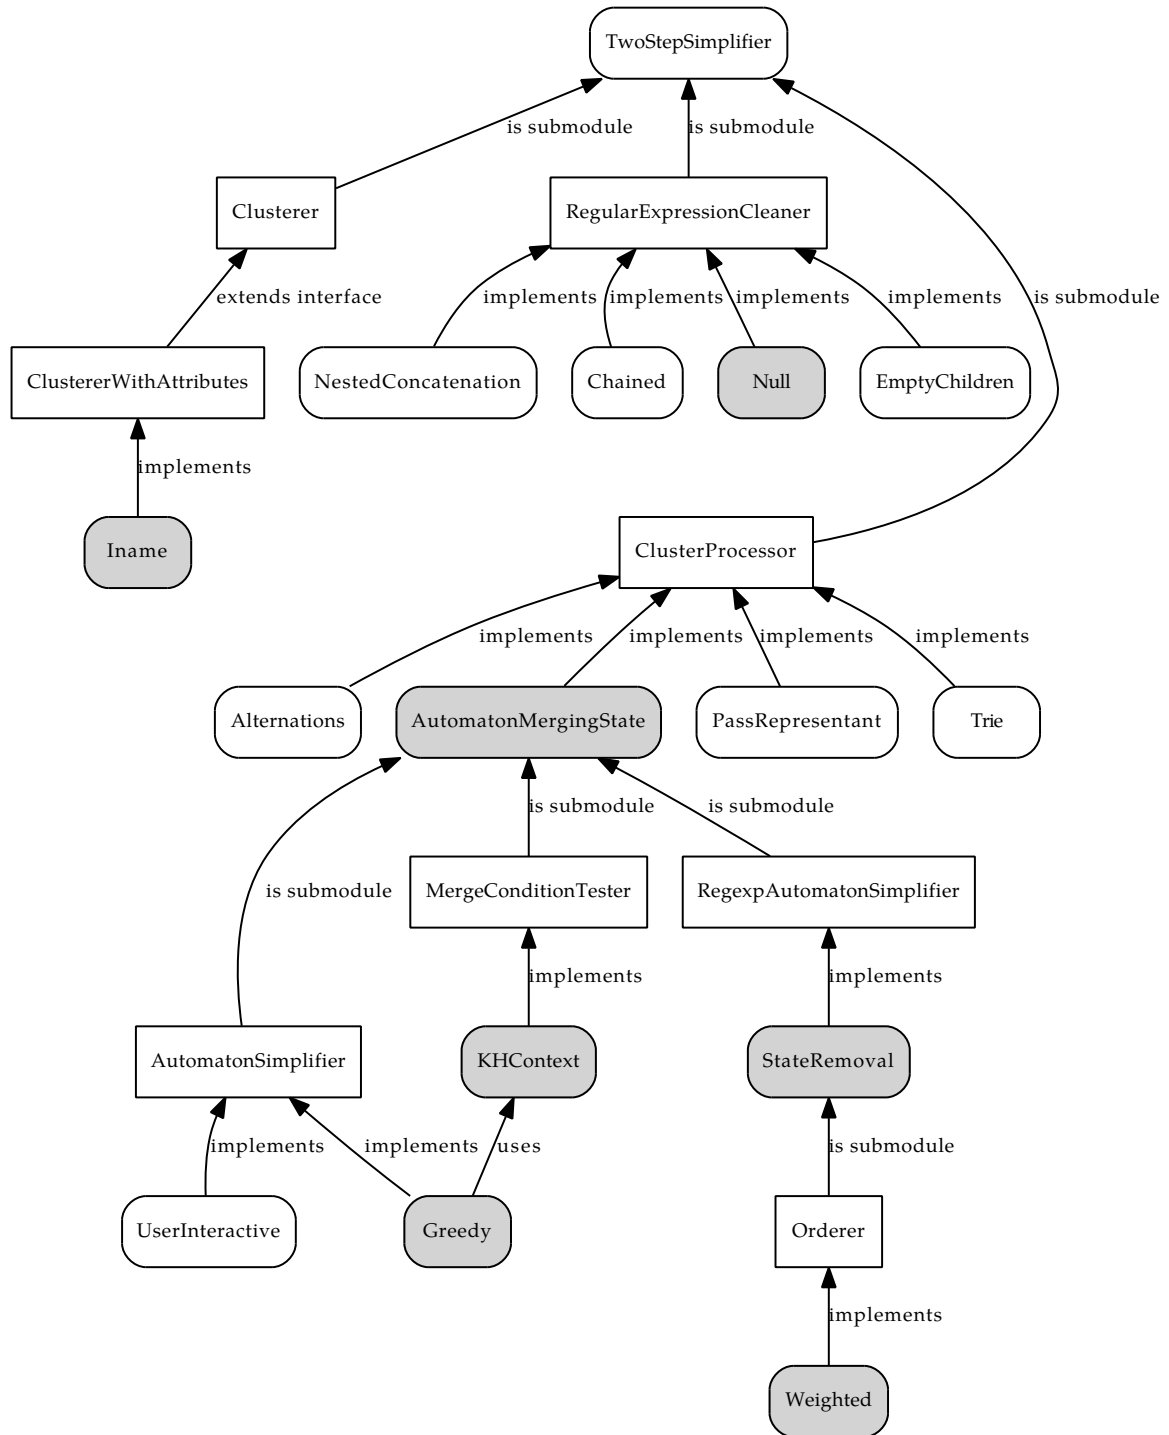 TwoStepSimplifier
is submodule
is submodule
Clusterer
RegularExpressionCleaner
extends interface
implements
implements
implements
implements
is submodule
ClustererWithAttributes
NestedConcatenation
Chained
Null
EmptyChildren
implements
Iname
ClusterProcessor
implements
implements
implements
implements
Alternations
AutomatonMergingState
PassRepresentant
Trie
is submodule
is submodule
is submodule
MergeConditionTester
RegexpAutomatonSimplifier
implements
implements
AutomatonSimplifier
KHContext
StateRemoval
implements
implements
uses
is submodule
UserInteractive
Greedy
Orderer
implements
Weighted